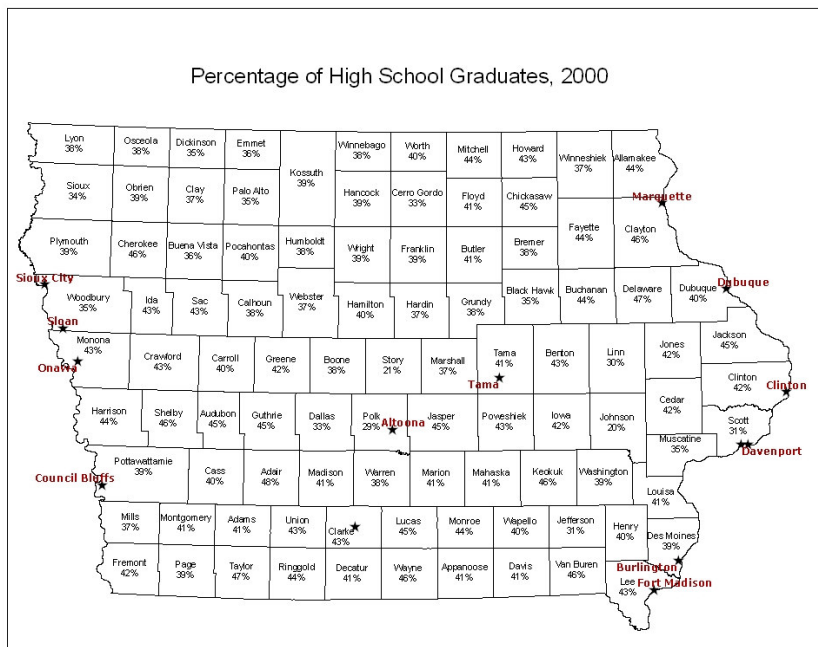 Percentage of High School Graduates, 2000
Lyon
38%
Osceola
38%
Dickinson
35%
Emmet
36%
Kossuth
39%
Winnebago
38%
Worth
40%
Mitchell
44%
Howard
43%
Winneshiek
37%
Allamakee
44%
Sioux
34%
Obrien
39%
Clay
37%
Palo Alto
35%
Hancock
39%
Cerro Gordo
33%
Floyd
41%
Chickasaw
45%
Marquette
Fayette
44%
Clayton
46%
Plymouth
39%
Cherokee
46%
Buena Vista
36%
Pocahontas
40%
Humboldt
38%
Wright
39%
Franklin
39%
Butler
41%
Bremer
38%
Sioux City
Woodbury
35%
Ida
43%
Sac
43%
Calhoun
38%
Webster
37%
Hamilton
40%
Hardin
37%
Grundy
38%
Black Hawk
35%
Buchanan
44%
Delaware
47%
Dubuque
40%
Dubuque
Sloan
Monona
43%
Onawa
Crawford
43%
Carroll
40%
Greene
42%
Boone
38%
Story
21%
Marshall
37%
Tama
41%
Tama
Benton
43%
Linn
30%
Jones
42%
Jackson
45%
Clinton
42%
Clinton
Harrison
44%
Shelby
46%
Audubon
45%
Guthrie
45%
Dallas
33%
Polk
29%
Altoona
Jasper
45%
Poweshiek
43%
Iowa
42%
Johnson
20%
Cedar
42%
Scott
31%
Davenport
Muscatine
35%
Council Bluffs
Pottawattamie
39%
Cass
40%
Adair
48%
Madison
41%
Warren
38%
Marion
41%
Mahaska
41%
Keokuk
46%
Washington
39%
Louisa
41%
Mills
37%
Montgomery
41%
Adams
41%
Union
43%
Clarke
43%
Lucas
45%
Monroe
44%
Wapello
40%
Jefferson
31%
Henry
40%
Des Moines
39%
Burlington
Fremont
42%
Page
39%
Taylor
47%
Ringgold
44%
Decatur
41%
Wayne
46%
Appanoose
41%
Davis
41%
Van Buren
46%
Lee
43%
Fort Madison